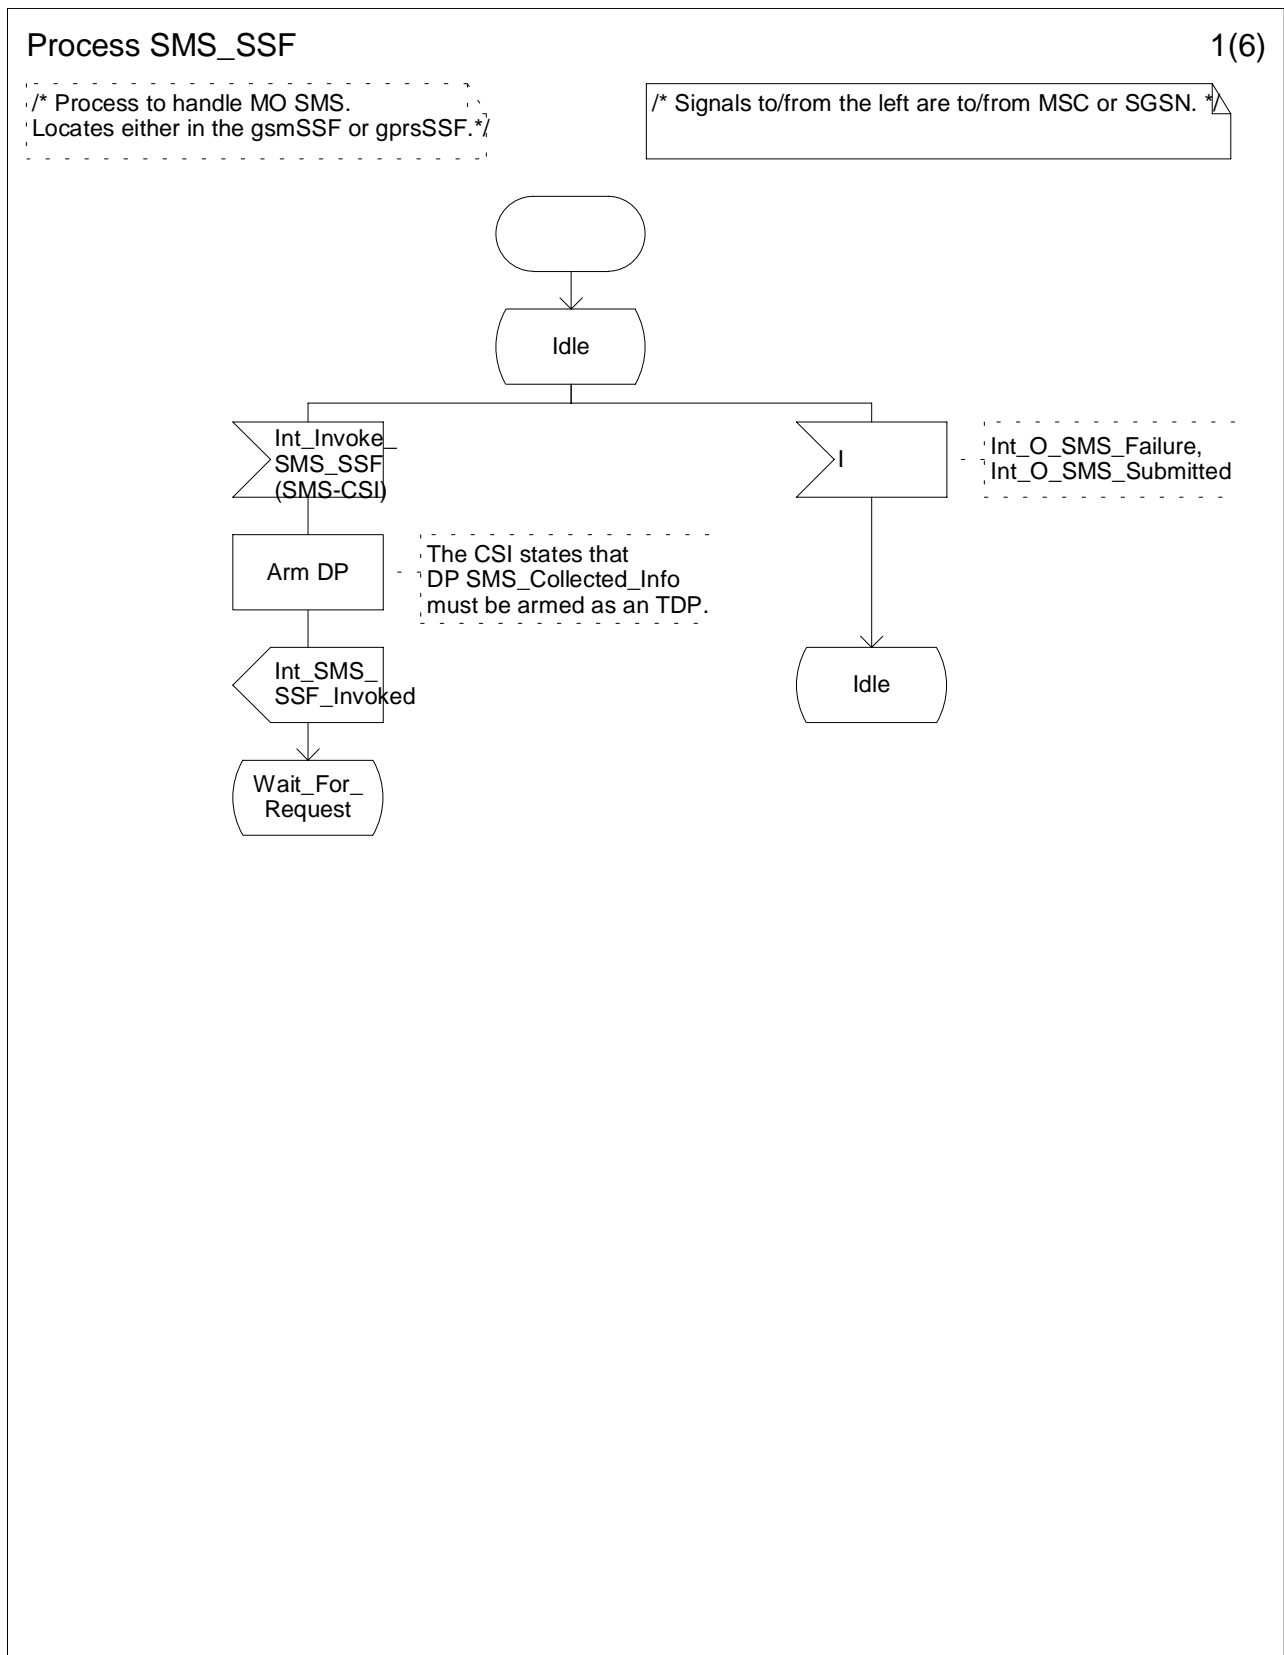 Process SMS_SSF
1(6)
/* Process to handle MO SMS.
Locates either in the gsmSSF or gprsSSF.*/
/* Signals to/from the left are to/from MSC or SGSN. */
Idle
Int_Invoke_
SMS_SSF
(SMS-CSI)
I
Int_O_SMS_Failure,
Int_O_SMS_Submitted
Arm DP
The CSI states that
DP SMS_Collected_Info
must be armed as an TDP.
Int_SMS_
SSF_Invoked
Idle
Wait_For_
Request